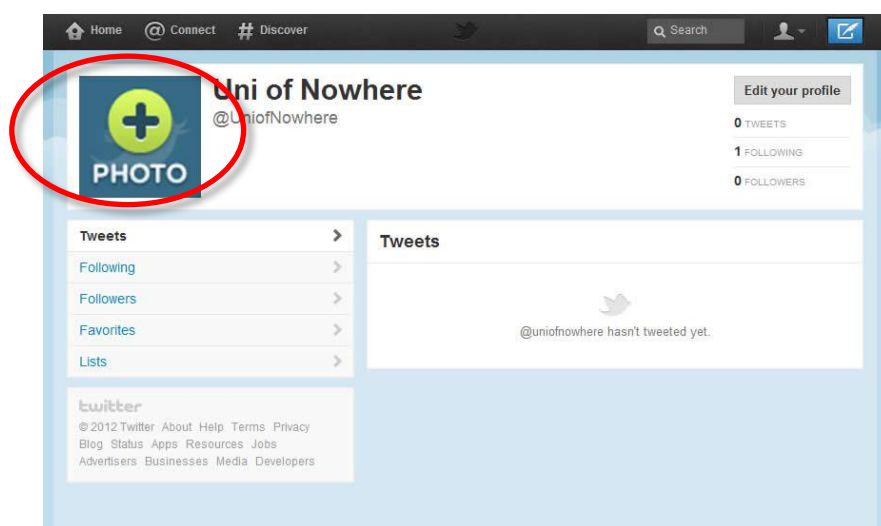 Home @ Connect # Discover Search
Uni of Nowhere
@UniofNowhere
PHOTO
Edit your profile
0 TWEETS
1 FOLLOWING
0 FOLLOWERS
Tweets
Following
Followers
Favorites
Lists
Tweets
@uniofnowhere hasn't tweeted yet.
twitter
© 2012 Twitter About Help Terms Privacy
Blog Status Apps Resources Jobs
Advertisers Businesses Media Developers